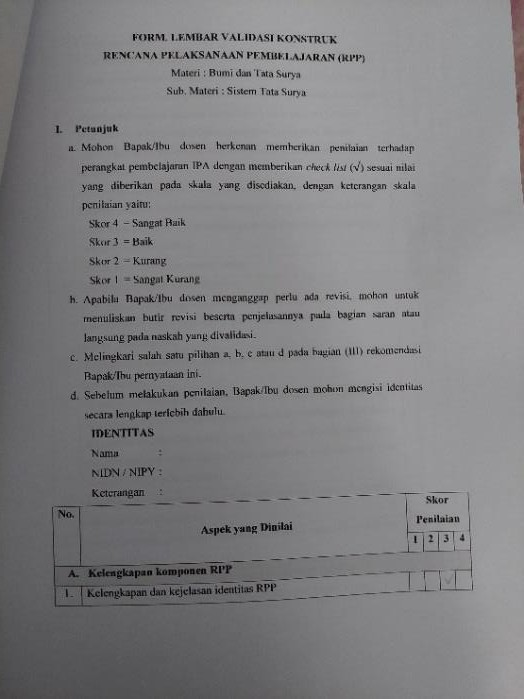 FORM. LEMBAR VALIDASI KONSTRUK
RENCANA PELAKSANAAN PEMBELAJARAN (RPP)
Materi : Bumi dan Tata Surya
Sub. Materi : Sistem Tata Surya
I. Petunjuk
a. Mohon Bapak/Ibu dosen berkenan memberikan penilaian terhadap
perangkat pembelajaran IPA dengan memberikan check list (√) sesuai nilai
yang diberikan pada skala yang disediakan, dengan keterangan skala
penilaian yaitu:
Skor 4 = Sangat Baik
Skor 3 = Baik
Skor 2 = Kurang
Skor 1 = Sangat Kurang
b. Apabila Bapak/Ibu dosen menganggap perlu ada revisi, mohon untuk
menuliskan butir revisi beserta penjelasannya pada bagian saran atau
langsung pada naskah yang divalidasi.
c. Melingkari salah satu pilihan a, b, c atau d pada bagian (III) rekomendasi
Bapak/Ibu pernyataan ini.
d. Sebelum melakukan penilaian, Bapak/Ibu dosen mohon mengisi identitas
secara lengkap terlebih dahulu.
IDENTITAS
Nama :
NIDN / NIPY :
Keterangan :
No. Aspek yang Dinilai Skor Penilaian
1 2 3 4
A. Kelengkapan komponen RPP
1. Kelengkapan dan kejelasan identitas RPP √